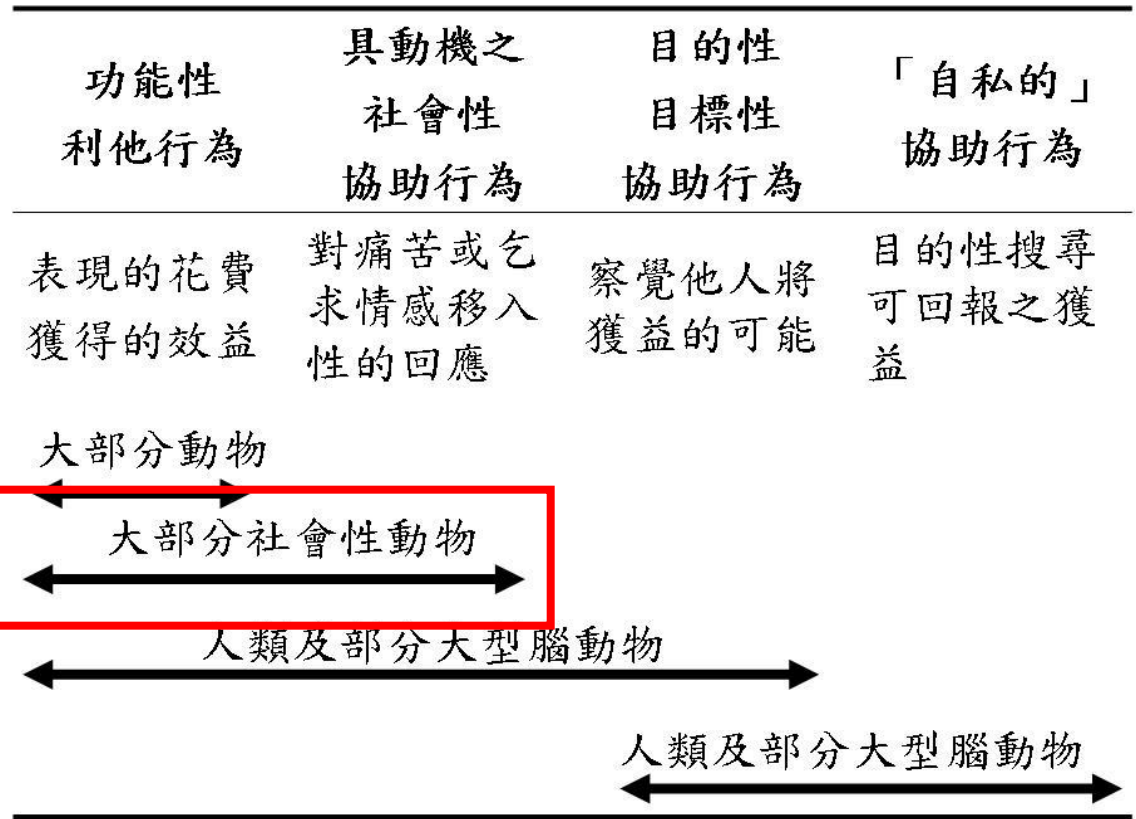 功能性
利他行為
具動機之
社會性
協助行為
目的性
目標性
協助行為
「自私的」
協助行為
表現的花費
獲得的效益
對痛苦或乞
求情感移入
性的回應
察覺他人將
獲益的可能
目的性搜尋
可回報之獲
益
大部分動物
大部分社會性動物
人類及部分大型腦動物
人類及部分大型腦動物